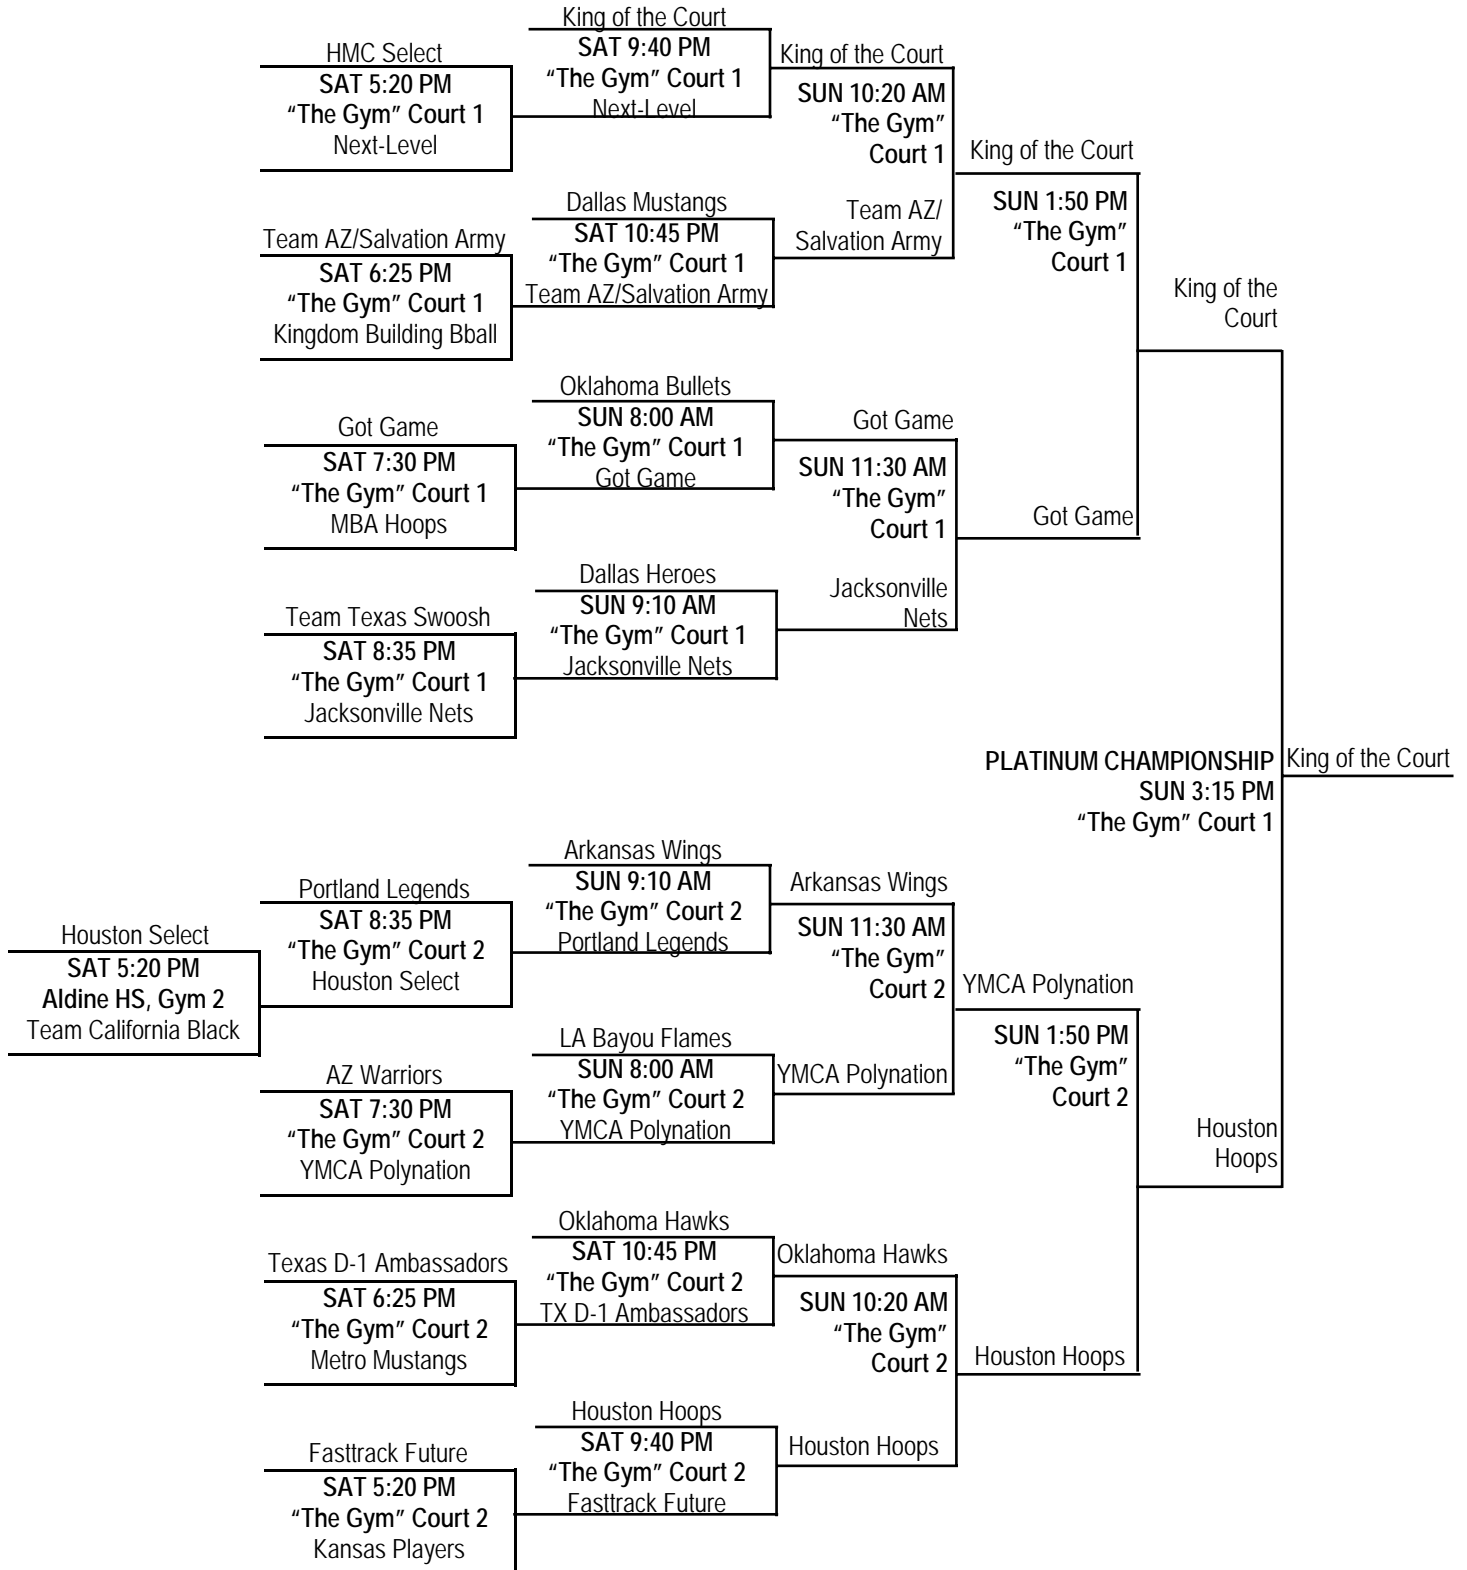 King of the Court
SAT 9:40 PM
“The Gym” Court 1
Next-Level
HMC Select
SAT 5:20 PM
“The Gym” Court 1
Next-Level
King of the Court
SUN 10:20 AM
“The Gym”
Court 1
Team AZ/
Salvation Army
King of the Court
SUN 1:50 PM
“The Gym”
Court 1
Dallas Mustangs
SAT 10:45 PM
“The Gym” Court 1
Team AZ/Salvation Army
Team AZ/Salvation Army
SAT 6:25 PM
“The Gym” Court 1
Kingdom Building Bball
King of the
Court
Oklahoma Bullets
SUN 8:00 AM
“The Gym” Court 1
Got Game
Got Game
SAT 7:30 PM
“The Gym” Court 1
MBA Hoops
Got Game
SUN 11:30 AM
“The Gym”
Court 1
Jacksonville
Nets
Got Game
Dallas Heroes
SUN 9:10 AM
“The Gym” Court 1
Jacksonville Nets
Team Texas Swoosh
SAT 8:35 PM
“The Gym” Court 1
Jacksonville Nets
PLATINUM CHAMPIONSHIP
SUN 3:15 PM
“The Gym” Court 1
King of the Court
Arkansas Wings
SUN 9:10 AM
“The Gym” Court 2
Portland Legends
Portland Legends
SAT 8:35 PM
“The Gym” Court 2
Houston Select
Houston Select
SAT 5:20 PM
Aldine HS, Gym 2
Team California Black
Arkansas Wings
SUN 11:30 AM
“The Gym”
Court 2
YMCA Polynation
YMCA Polynation
SUN 1:50 PM
“The Gym”
Court 2
LA Bayou Flames
SUN 8:00 AM
“The Gym” Court 2
YMCA Polynation
AZ Warriors
SAT 7:30 PM
“The Gym” Court 2
YMCA Polynation
Houston
Hoops
Oklahoma Hawks
SAT 10:45 PM
“The Gym” Court 2
TX D-1 Ambassadors
Texas D-1 Ambassadors
SAT 6:25 PM
“The Gym” Court 2
Metro Mustangs
Oklahoma Hawks
SUN 10:20 AM
“The Gym”
Court 2
Houston Hoops
Houston Hoops
Houston Hoops
SAT 9:40 PM
“The Gym” Court 2
Fasttrack Future
Fasttrack Future
SAT 5:20 PM
“The Gym” Court 2
Kansas Players